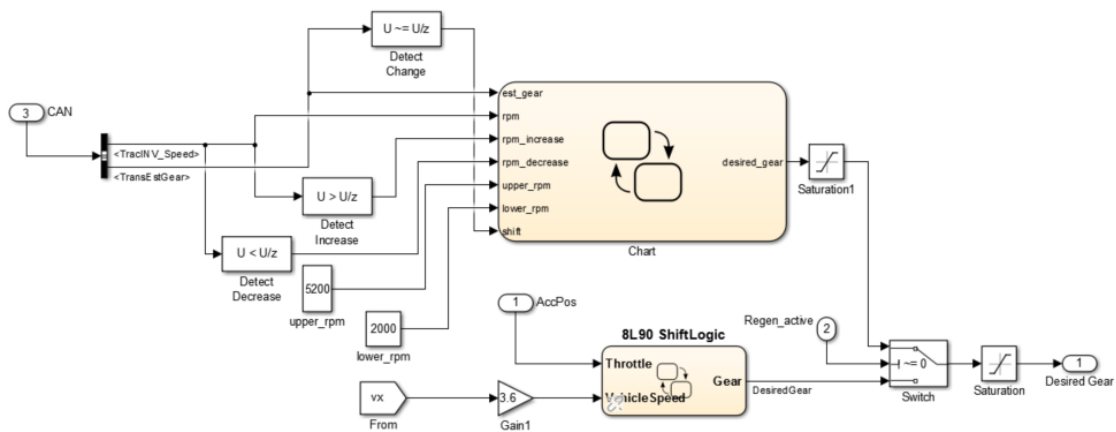 U ~= U/z
Detect
Change
3
CAN
<TracINV_Speed>
<TransEstGear>
U > U/z
Detect
Increase
U < U/z
Detect
Decrease
5200
upper_rpm
2000
lower_rpm
est_gear
rpm
rpm_increase
rpm_decrease
upper_rpm
lower_rpm
shift
desired_gear
Chart
Saturation1
1
AccPos
8L90 ShiftLogic
Throttle
VehicleSpeed
Gear
DesiredGear
vx
From
3.6
Gain1
Regen_active
2
~= 0
Switch
Saturation
1
Desired Gear